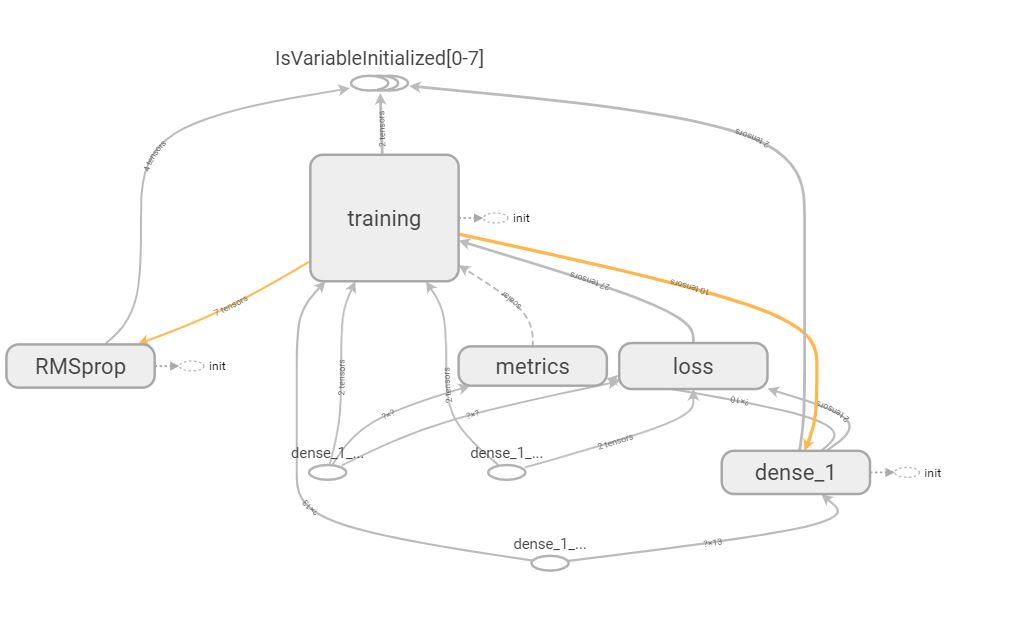 IsVariableInitialized[0-7]
4 tensors
2 tensors
2 tensors
training
init
7 tensors
27 tensors
10 tensors
scalar
RMSprop
init
metrics
loss
2 tensors
2 tensors
?×?
?×?
?×10
2 tensors
dense_1_...
dense_1_...
2 tensors
dense_1
init
?×13
dense_1_...
?×13